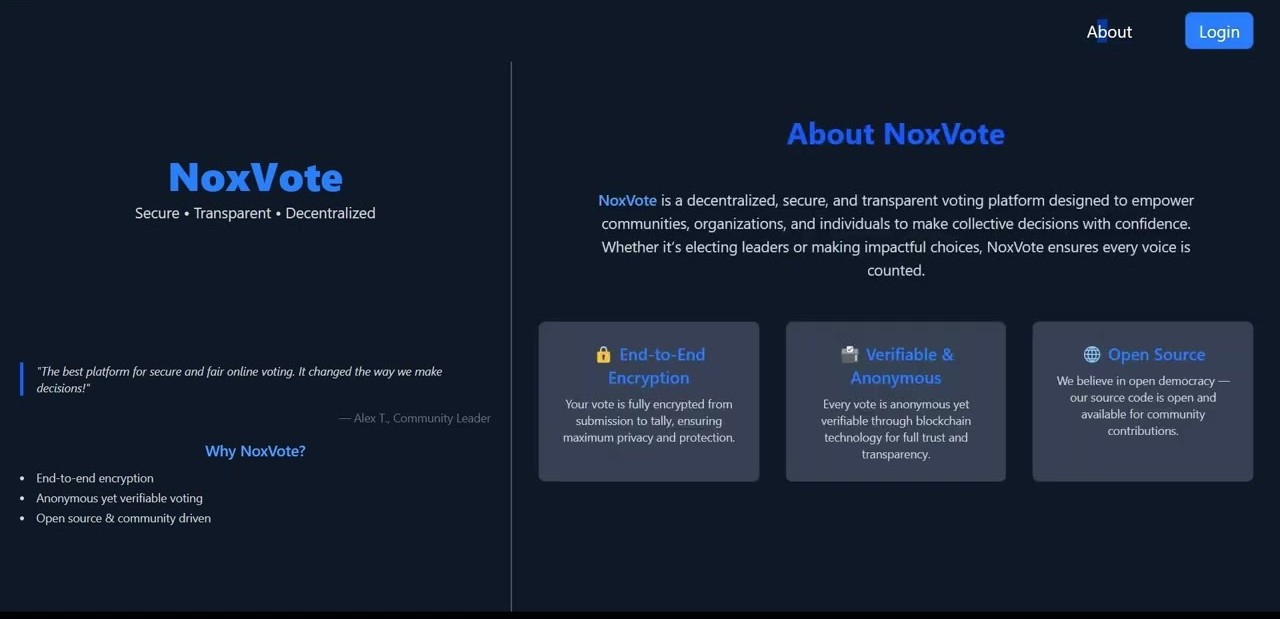 About
Login
NoxVote
Secure • Transparent • Decentralized
"The best platform for secure and fair online voting. It changed the way we make
decisions!"
— Alex T., Community Leader
Why NoxVote?
• End-to-end encryption
• Anonymous yet verifiable voting
• Open source & community driven
About NoxVote
NoxVote is a decentralized, secure, and transparent voting platform designed to empower
communities, organizations, and individuals to make collective decisions with confidence.
Whether it’s electing leaders or making impactful choices, NoxVote ensures every voice is
counted.
🔒 End-to-End
Encryption
Your vote is fully encrypted from
submission to tally, ensuring
maximum privacy and protection.
🗳️ Verifiable &
Anonymous
Every vote is anonymous yet
verifiable through blockchain
technology for full trust and
transparency.
🌐 Open Source
We believe in open democracy —
our source code is open and
available for community
contributions.